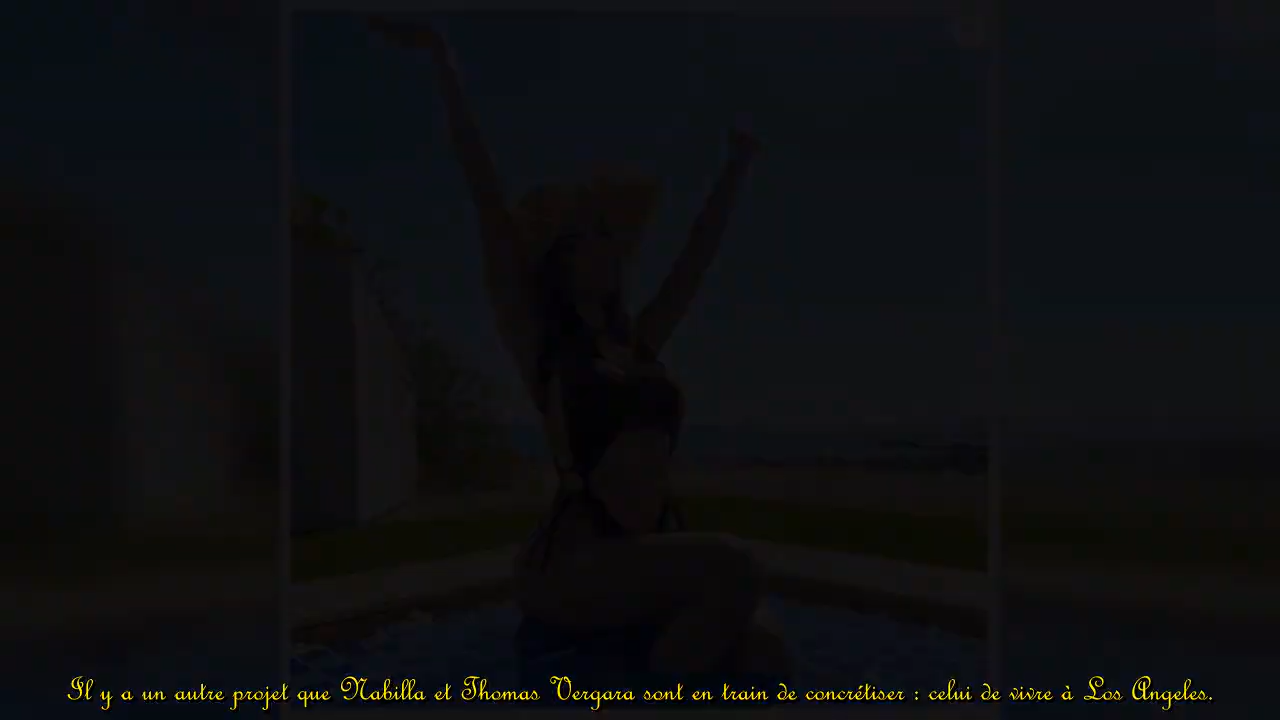 Il y a un autre projet que Nabilla et Thomas Vergara sont en train de concrétiser : celui de vivre à Los Angeles.